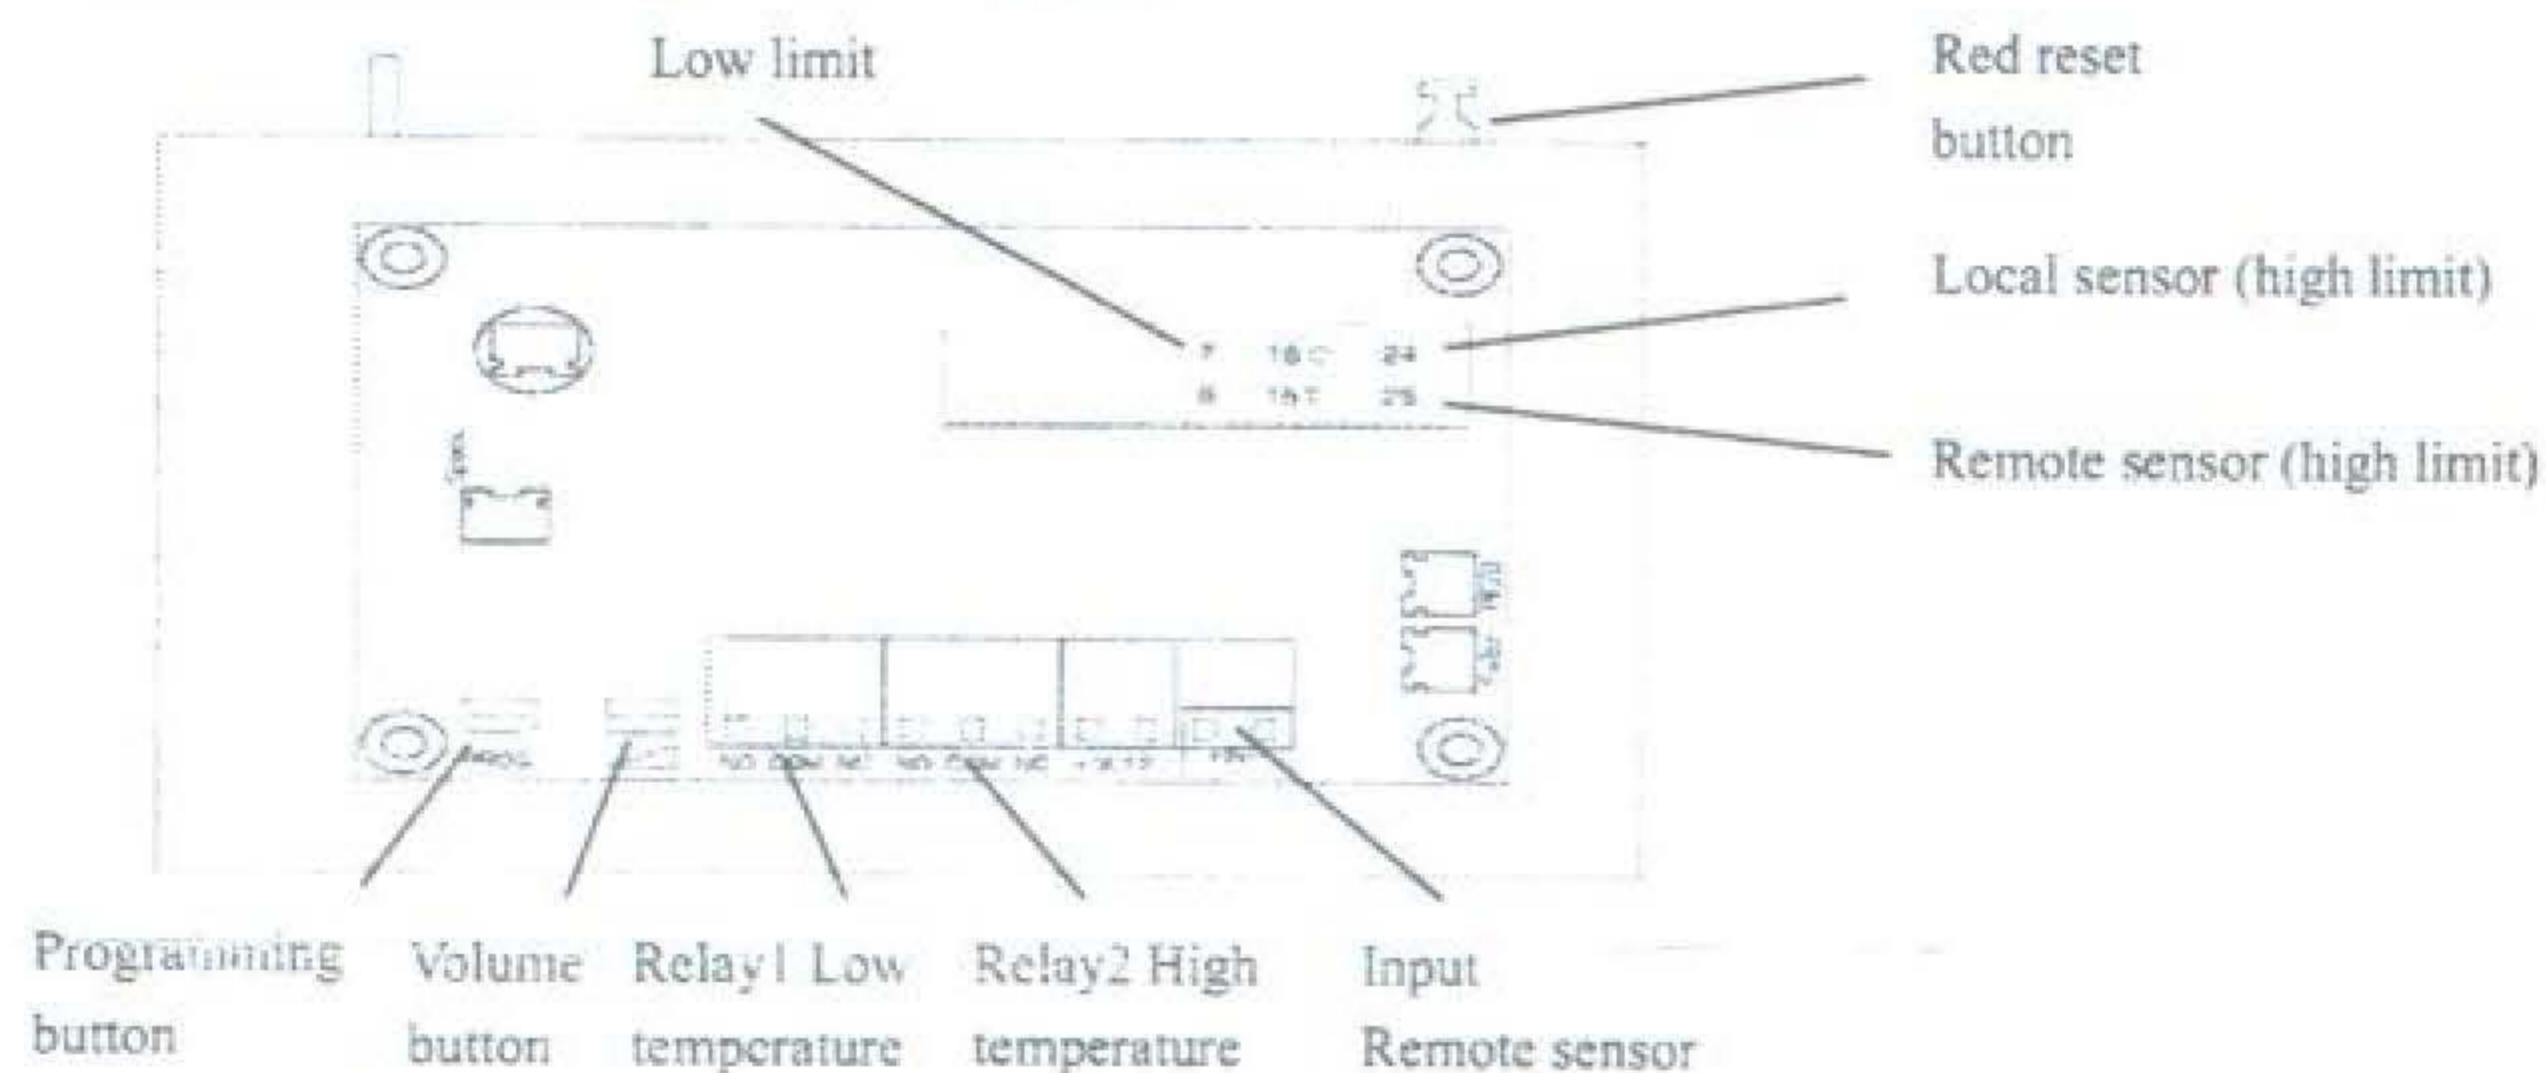 Low limit
Red reset
button
Local sensor (high limit)
7 24
Remote sensor (high limit)
25
NO COM NC NO COM NC
PROG
Programming
button
Volume
button
Relay1 Low
temperature
Relay2 High
temperature
Input
Remote sensor